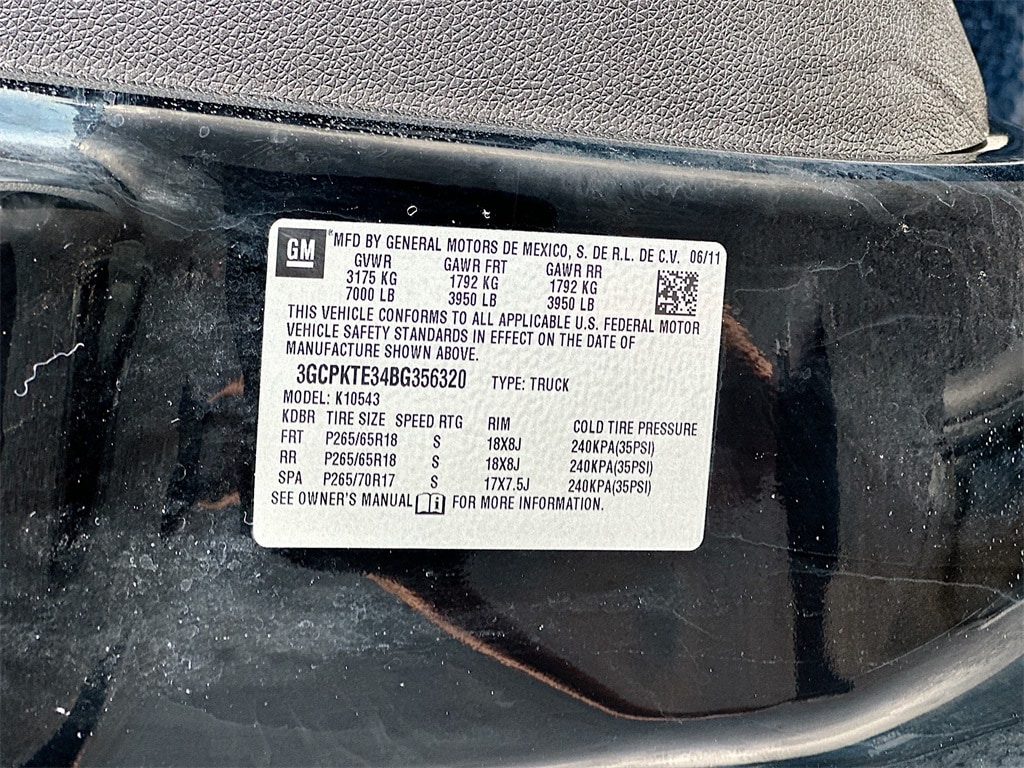 GM MFD BY GENERAL MOTORS DE MEXICO, S. DE R.L. DE C.V. 06/11
GVWR GAWR FRT GAWR RR
3175 KG 1792 KG 1792 KG
7000 LB 3950 LB 3950 LB
THIS VEHICLE CONFORMS TO ALL APPLICABLE U.S. FEDERAL MOTOR
VEHICLE SAFETY STANDARDS IN EFFECT ON THE DATE OF
MANUFACTURE SHOWN ABOVE.
3GCPKTE34BG356320 TYPE: TRUCK
MODEL: K10543
KDBR TIRE SIZE SPEED RTG RIM COLD TIRE PRESSURE
FRT P265/65R18 S 18X8J 240KPA(35PSI)
RR P265/65R18 S 18X8J 240KPA(35PSI)
SPA P265/70R17 S 17X7.5J 240KPA(35PSI)
SEE OWNER'S MANUAL FOR MORE INFORMATION.